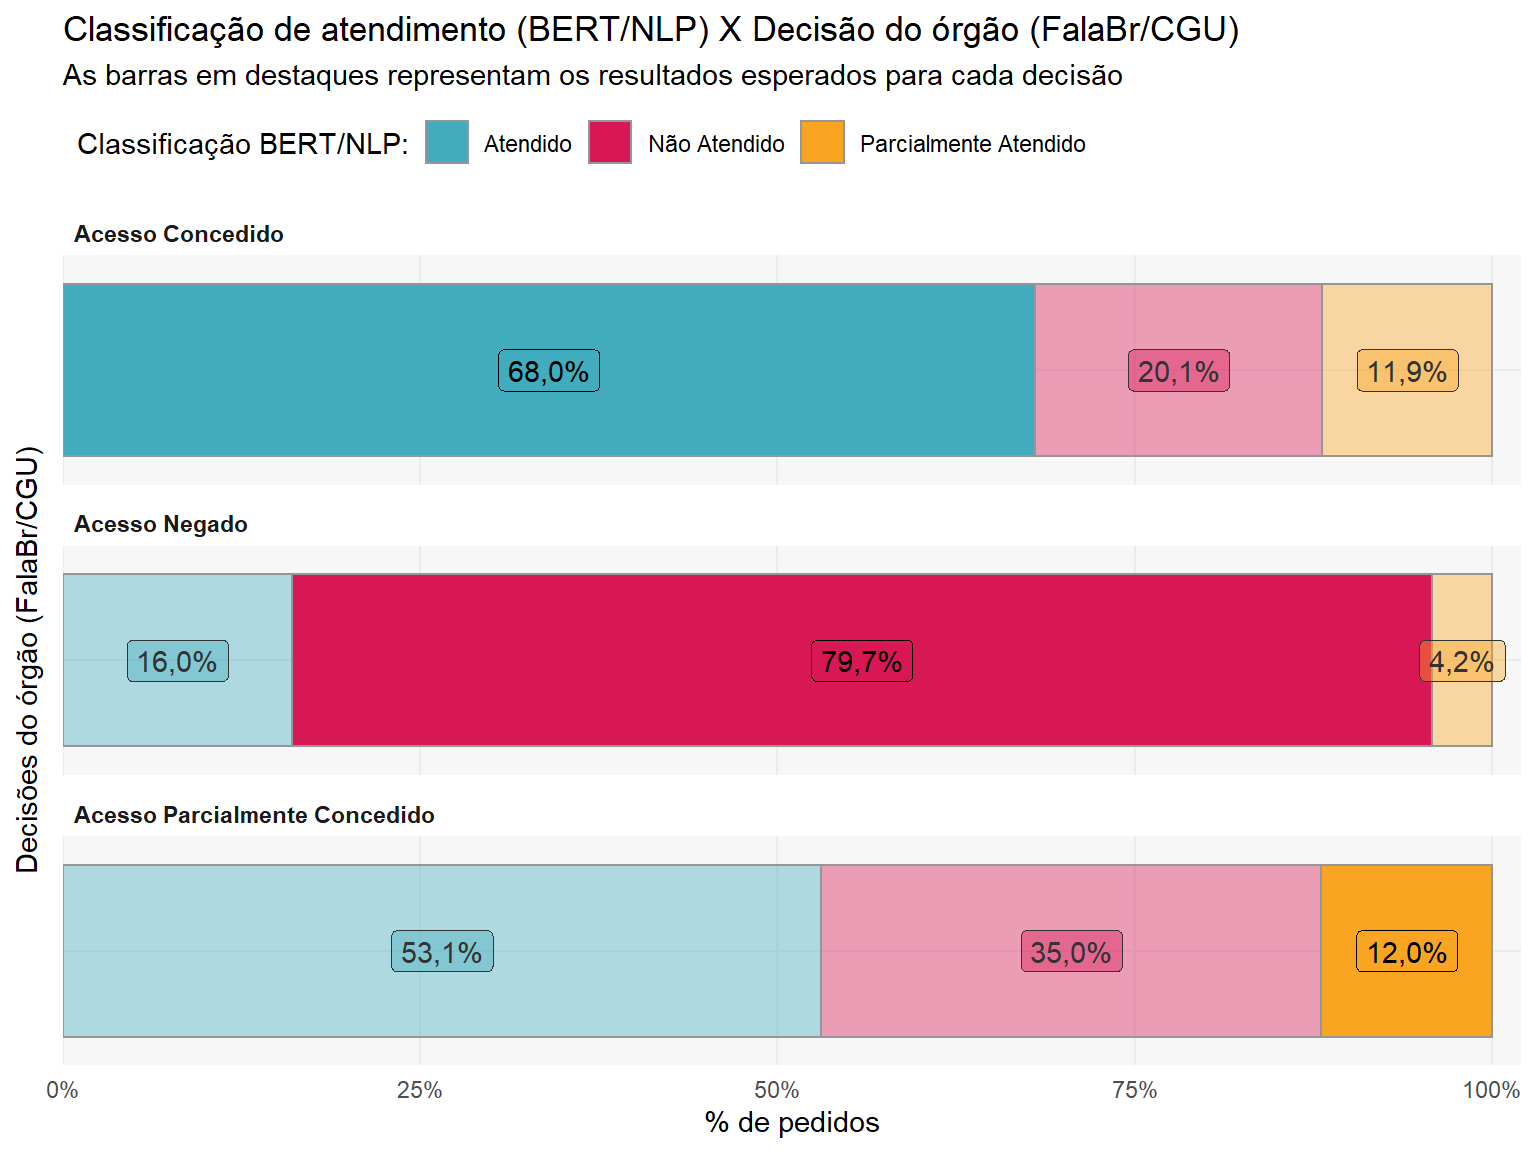 Classificação de atendimento (BERT/NLP) X Decisão do órgão (FalaBr/CGU)
As barras em destaques representam os resultados esperados para cada decisão
Classificação BERT/NLP: Atendido Não Atendido Parcialmente Atendido
Decisões do órgão (FalaBr/CGU)
Acesso Concedido
68,0% 20,1% 11,9%
Acesso Negado
16,0% 79,7% 4,2%
Acesso Parcialmente Concedido
53,1% 35,0% 12,0%
0% 25% 50% 75% 100%
% de pedidos